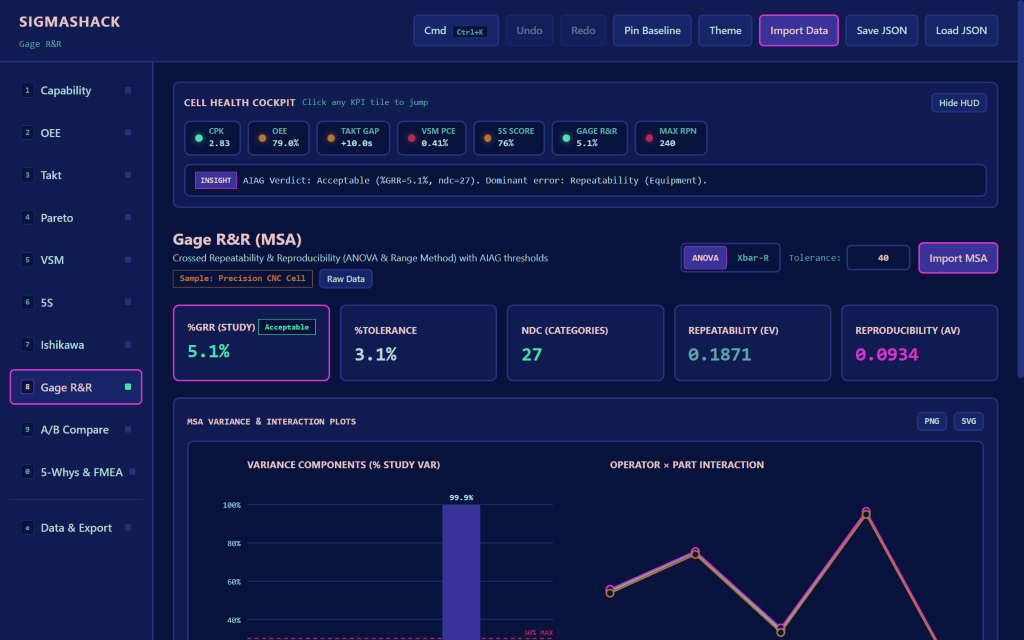 SIGMASHACK
Gage R&R
Cmd Ctrl+K
Undo
Redo
Pin Baseline
Theme
Import Data
Save JSON
Load JSON
1 Capability
2 OEE
3 Takt
4 Pareto
5 VSM
6 5S
7 Ishikawa
8 Gage R&R
9 A/B Compare
0 5-Whys & FMEA
e Data & Export
CELL HEALTH COCKPIT Click any KPI tile to jump
Hide HUD
CPK
2.83
OEE
79.0%
TAKT GAP
+10.0s
VSM PCE
0.41%
5S SCORE
76%
GAGE R&R
5.1%
MAX RPN
240
INSIGHT AIAG Verdict: Acceptable (%GRR=5.1%, ndc=27). Dominant error: Repeatability (Equipment).
Gage R&R (MSA)
Crossed Repeatability & Reproducibility (ANOVA & Range Method) with AIAG thresholds
Sample: Precision CNC Cell
Raw Data
ANOVA
Xbar-R
Tolerance: 40
Import MSA
%GRR (STUDY) Acceptable
5.1%
%TOLERANCE
3.1%
NDC (CATEGORIES)
27
REPEATABILITY (EV)
0.1871
REPRODUCIBILITY (AV)
0.0934
MSA VARIANCE & INTERACTION PLOTS
PNG
SVG
VARIANCE COMPONENTS (% STUDY VAR)
99.9%
100%
80%
60%
40%
30% MAX
OPERATOR × PART INTERACTION